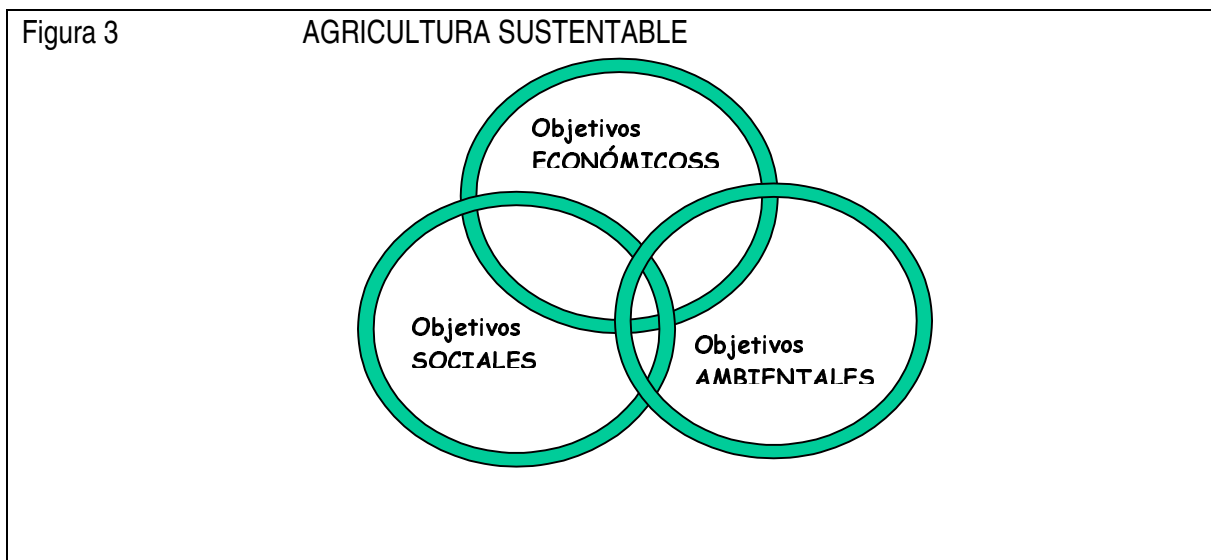 Figura 3 AGRICULTURA SUSTENTABLE
Objetivos
ECONÓMICOSS
Objetivos
SOCIALES
Objetivos
AMBIENTALES